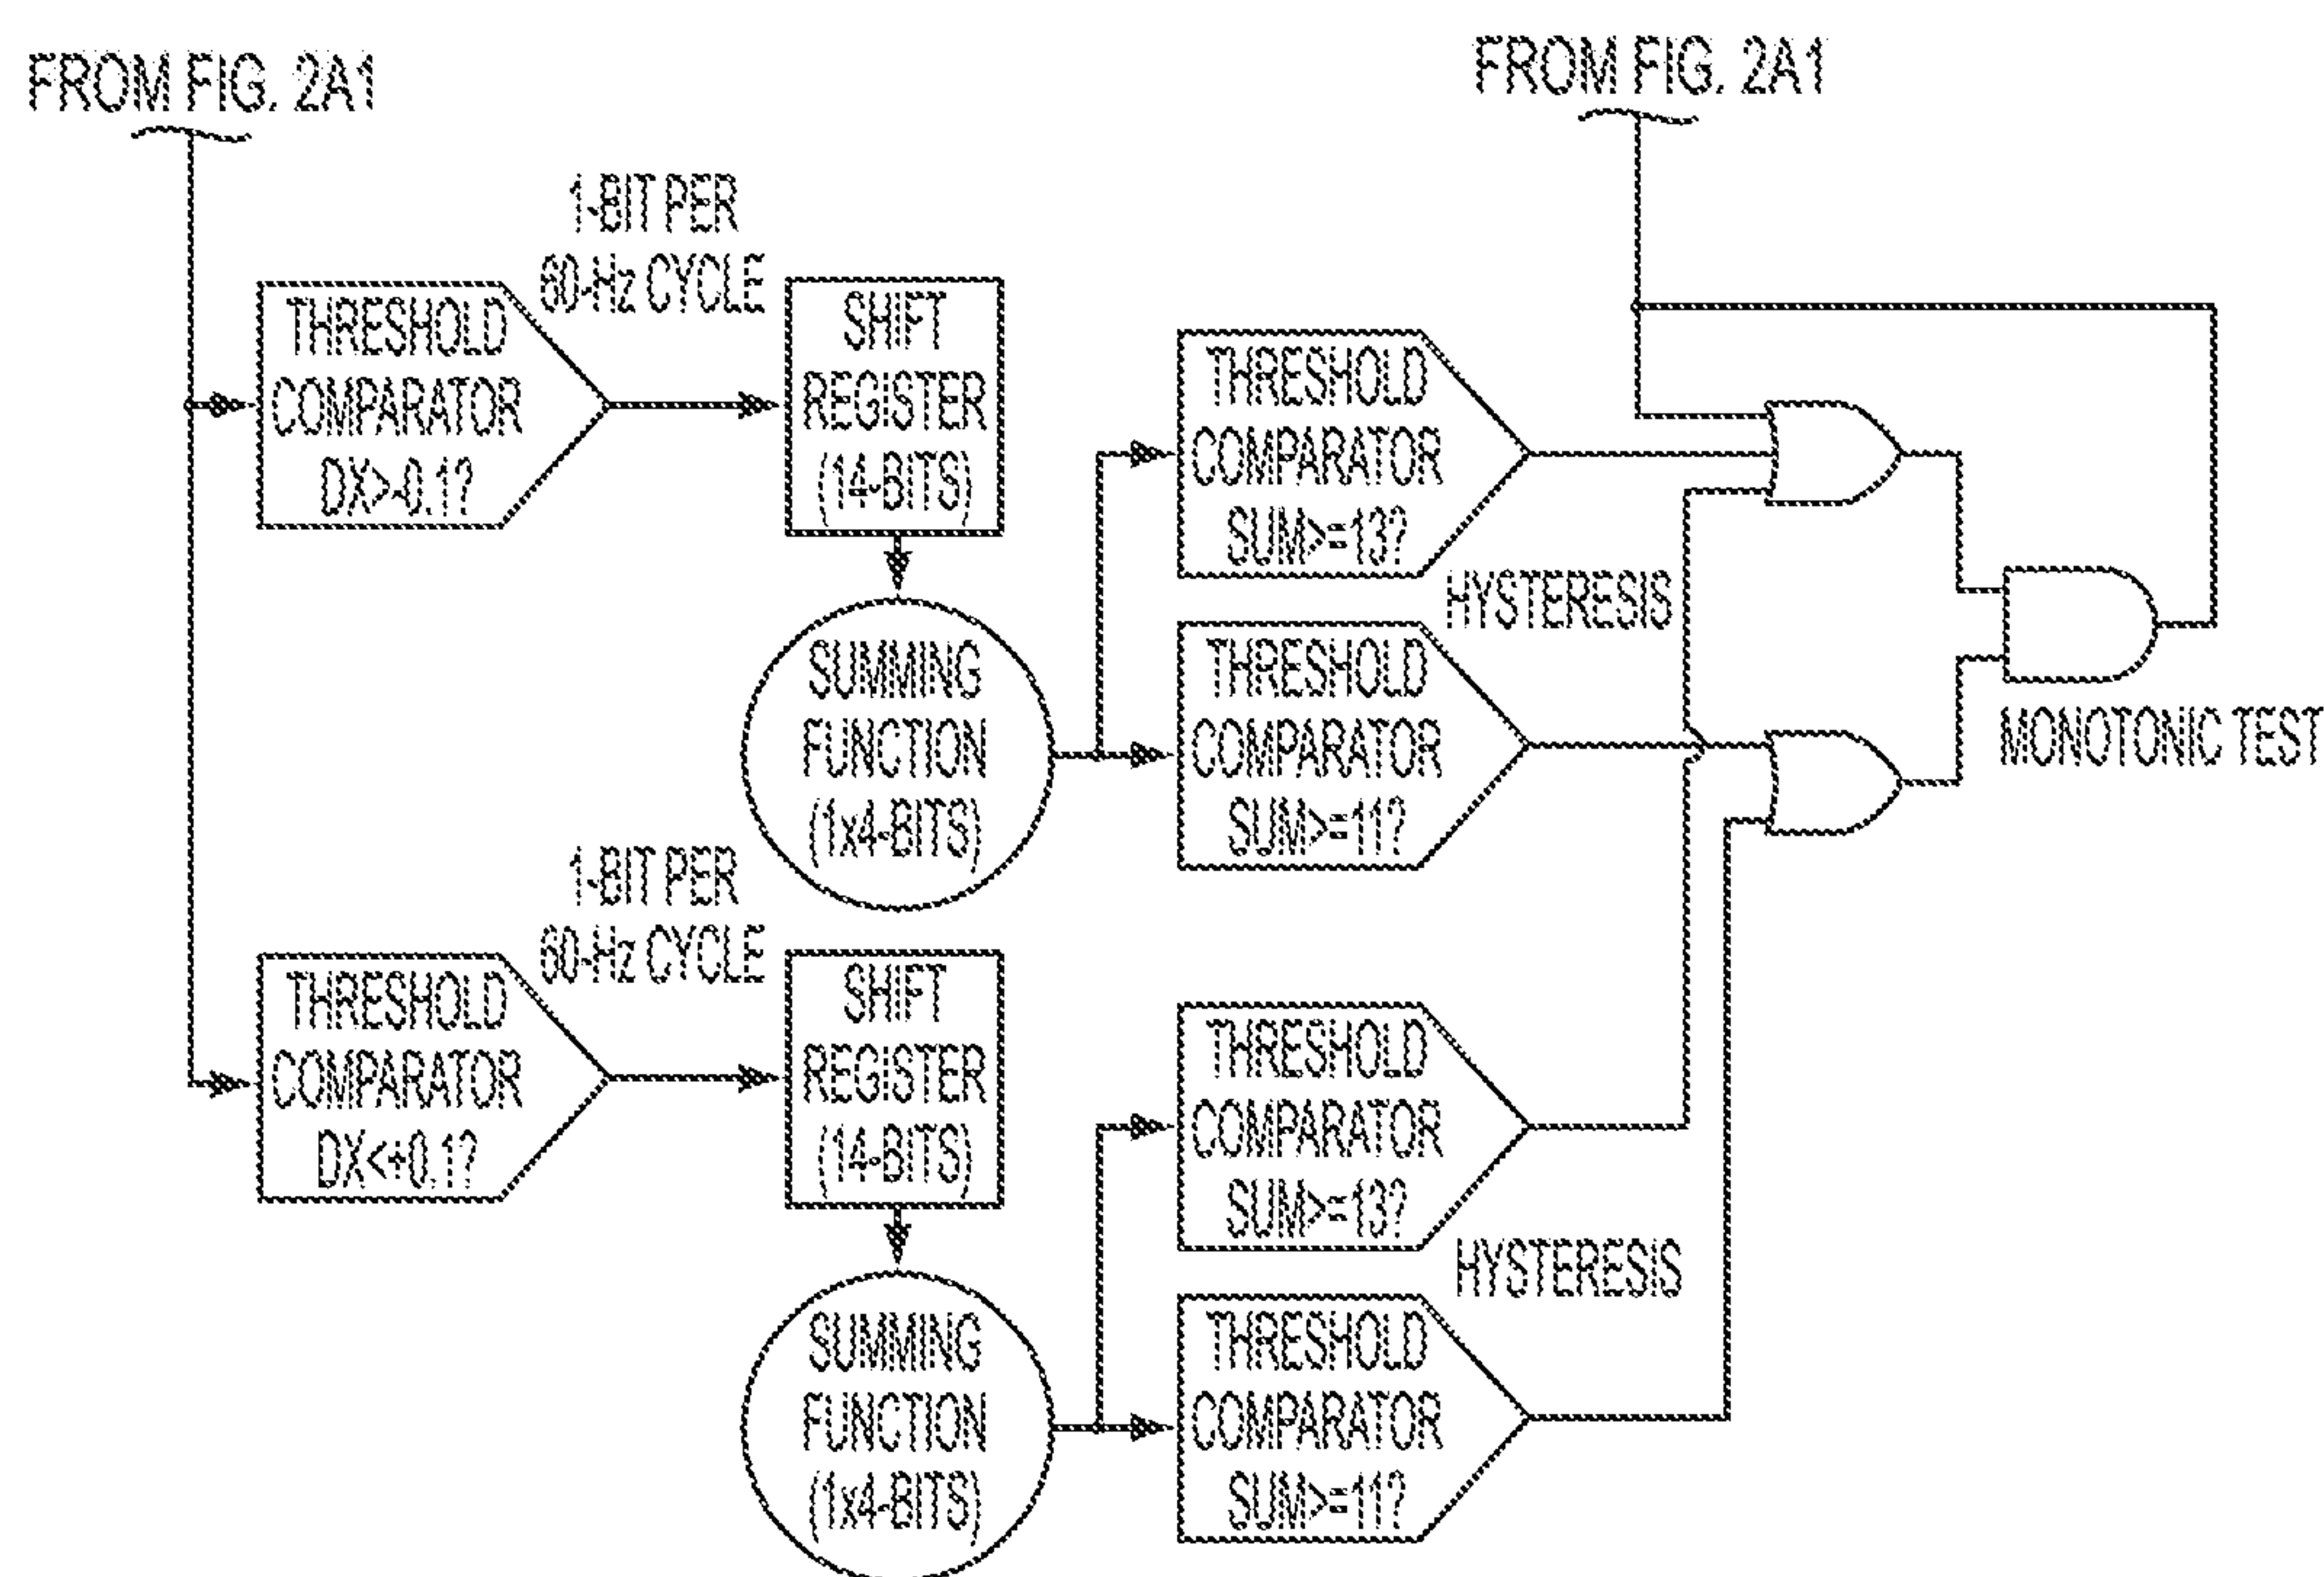 FROM FIG. 2A1
FROM FIG. 2A1
1-BIT PER
60-Hz CYCLE
THRESHOLD
COMPARATOR
DX>-0.1?
SHIFT
REGISTER
(14-BITS)
THRESHOLD
COMPARATOR
SUM>=13?
HYSTERESIS
SUMMING
FUNCTION
(1x4-BITS)
THRESHOLD
COMPARATOR
SUM>=11?
MONOTONIC TEST
1-BIT PER
60-Hz CYCLE
THRESHOLD
COMPARATOR
DX<+0.1?
SHIFT
REGISTER
(14-BITS)
THRESHOLD
COMPARATOR
SUM>=13?
HYSTERESIS
SUMMING
FUNCTION
(1x4-BITS)
THRESHOLD
COMPARATOR
SUM>=11?